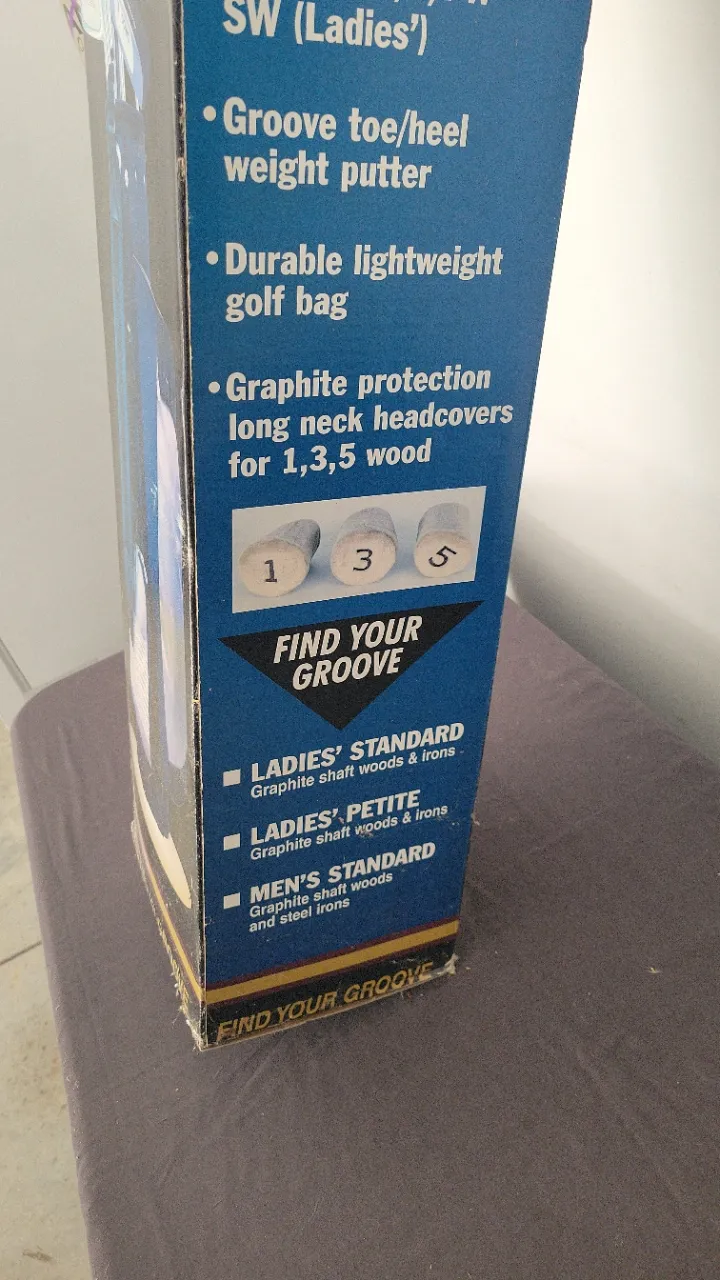 SW (Ladies')
• Groove toe/heel
weight putter
• Durable lightweight
golf bag
• Graphite protection
long neck headcovers
for 1,3,5 wood
1 3 5
FIND YOUR
GROOVE
■ LADIES' STANDARD
Graphite shaft woods & irons
■ LADIES' PETITE
Graphite shaft woods & irons
■ MEN'S STANDARD
Graphite shaft woods
and steel irons
FIND YOUR GROOVE